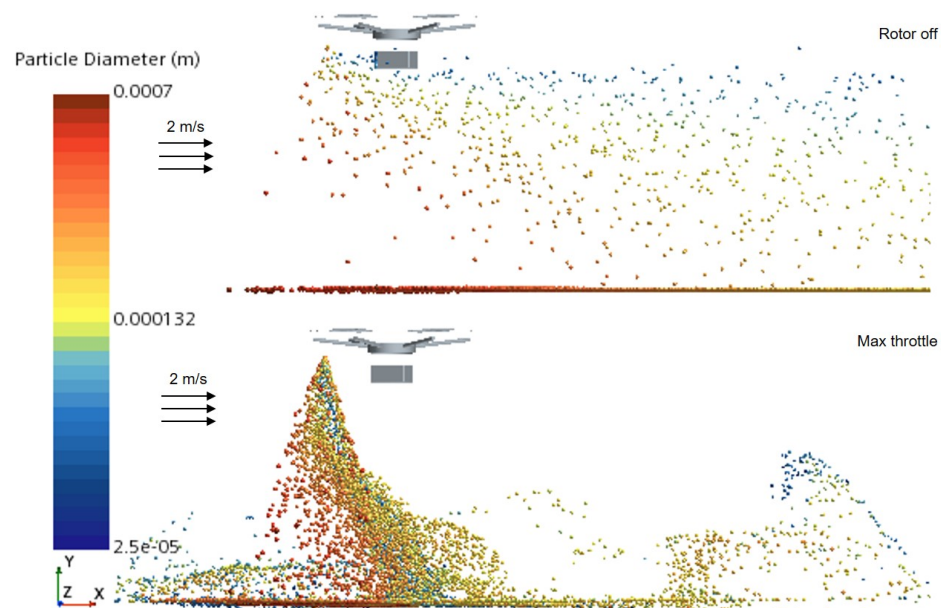 Rotor off
Particle Diameter (m)
0.0007
2 m/s
0.000132
Max throttle
2 m/s
2.5e-05
Y
Z X